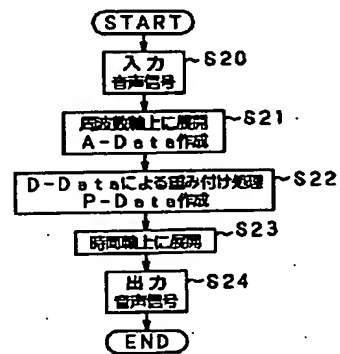 START
入力
音声信号
S20
周波数軸上に展開
A-Data作成
S21
D-Dataによる重み付け処理
P-Data作成
S22
時間軸上に展開
S23
出力
音声信号
S24
END